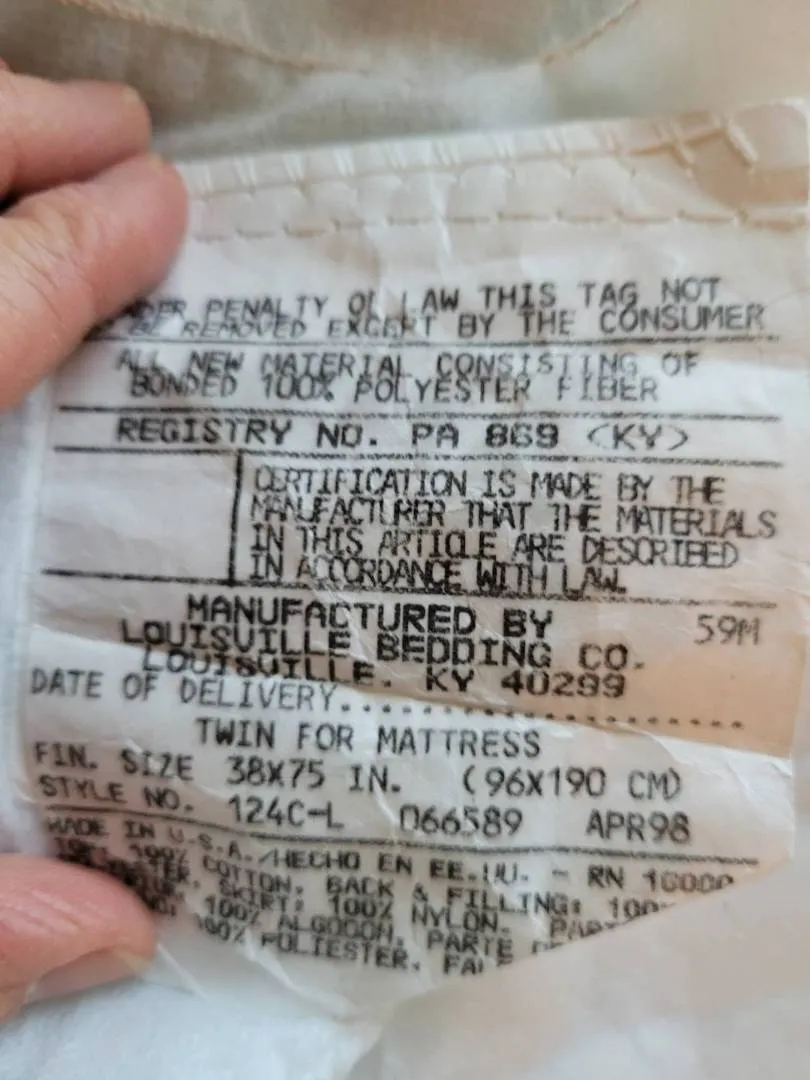 PENALTY OF LAW THIS TAG NOT
BE REMOVED EXCEPT BY THE CONSUMER
ALL NEW MATERIAL CONSISTING OF
BONDED 100% POLYESTER FIBER
REGISTRY NO. PA 869 <KY>
CERTIFICATION IS MADE BY THE
MANUFACTURER THAT THE MATERIALS
IN THIS ARTICLE ARE DESCRIBED
IN ACCORDANCE WITH LAW.
MANUFACTURED BY 59M
LOUISVILLE BEDDING CO.
LOUISVILLE. KY 40299
DATE OF DELIVERY........................
TWIN FOR MATTRESS
FIN. SIZE 38X75 IN. (96X190 CM)
STYLE NO. 124C-L 066589 APR98
MADE IN U.S.A./HECHO EN EE.UU. - RN
100% COTTON. BACK & FILLING: 100%
SKIRT: 100% NYLON.
100% ALGODON. PARTE
POLIESTER.